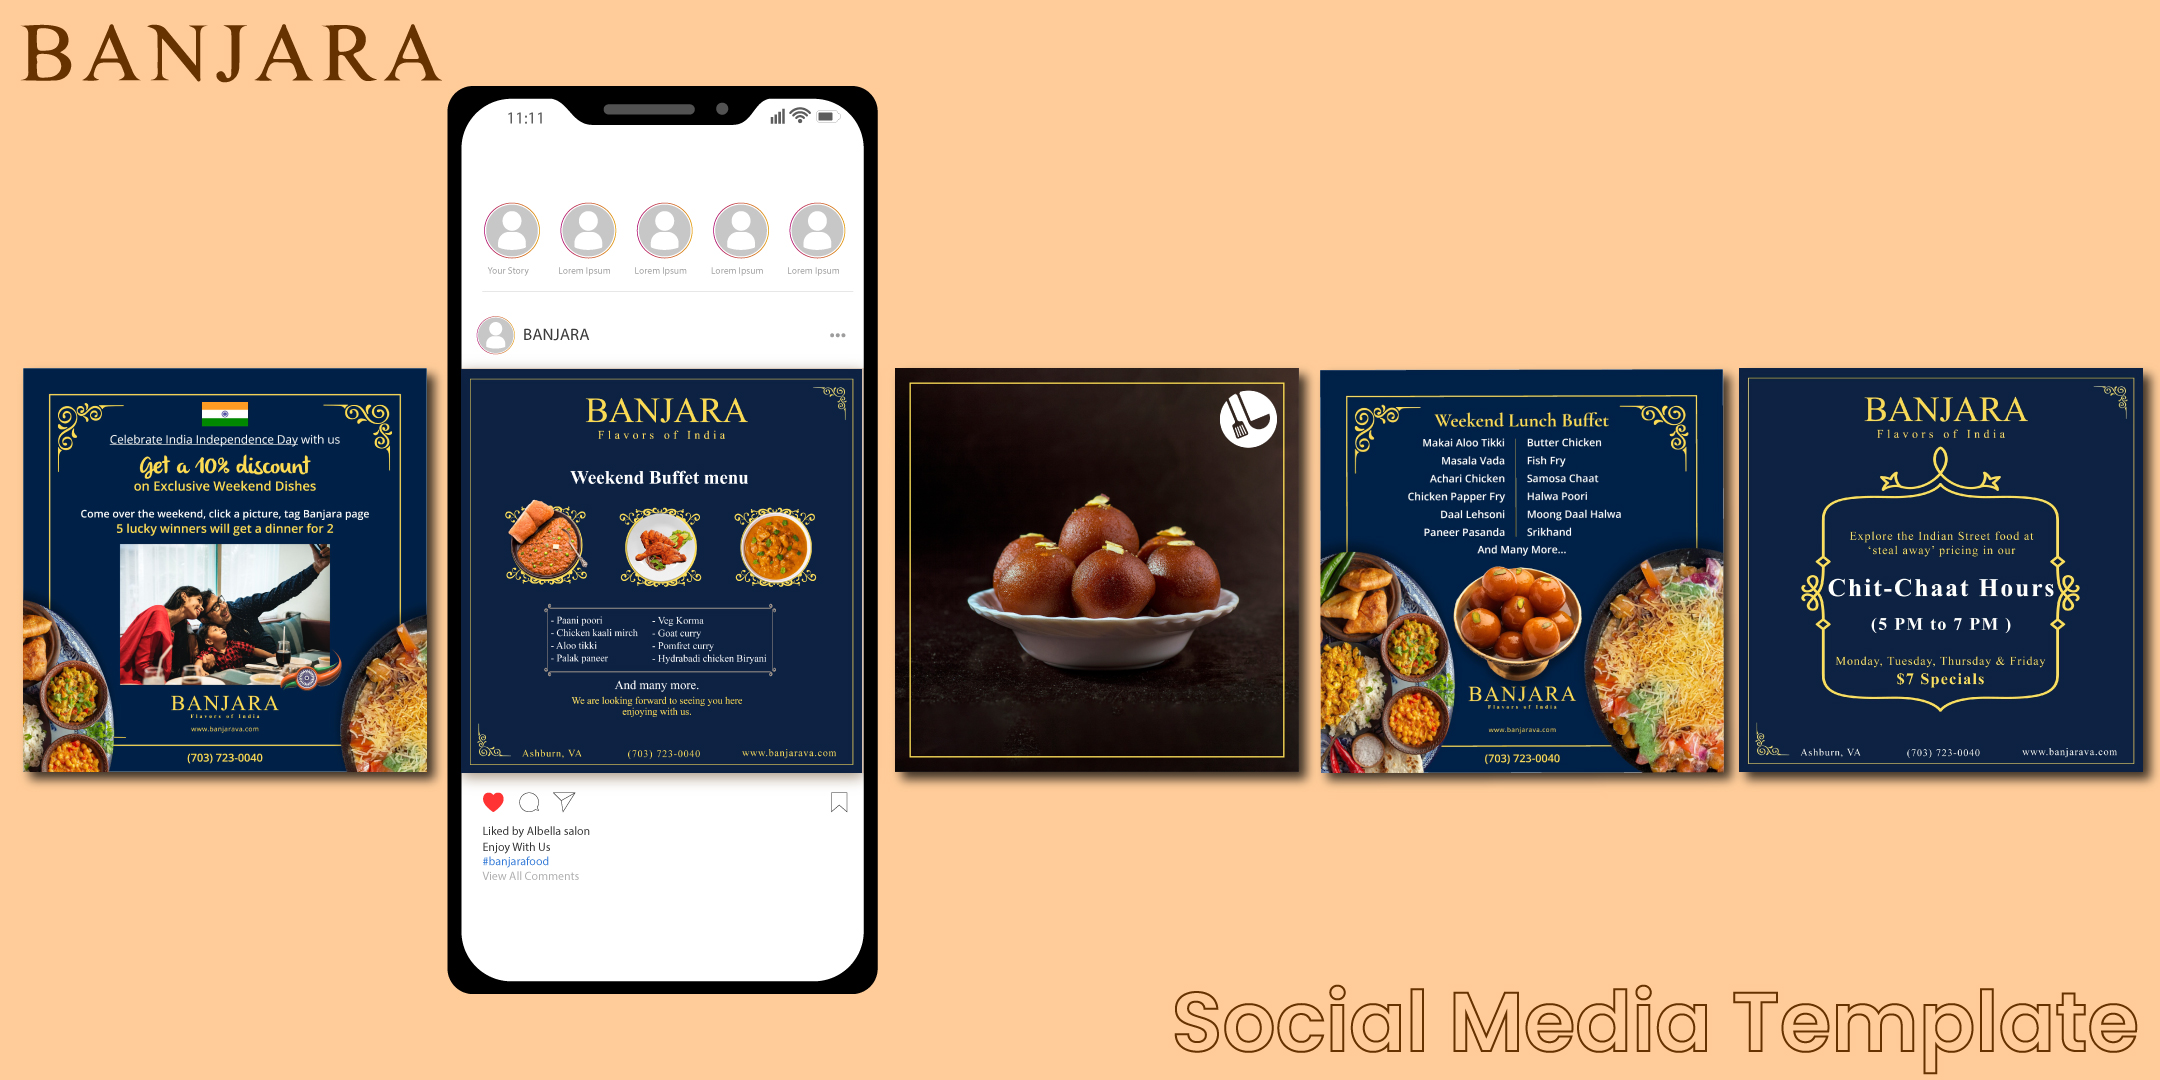 BANJARA
Celebrate India Independence Day with us
Get a 10% discount
on Exclusive Weekend Dishes
Come over the weekend, click a picture, tag Banjara page
5 lucky winners will get a dinner for 2
BANJARA
Flavors of India
www.banjarava.com
(703) 723-0040
11:11
Your Story
Lorem Ipsum
Lorem Ipsum
Lorem Ipsum
Lorem Ipsum
BANJARA
BANJARA
Flavors of India
Weekend Buffet menu
- Paani poori
- Chicken kaali mirch
- Aloo tikki
- Palak paneer
- Veg Korma
- Goat curry
- Pomfret curry
- Hydrabadi chicken Biryani
And many more.
We are looking forward to seeing you here
enjoying with us.
Ashburn, VA
(703) 723-0040
www.banjarava.com
Liked by Albella salon
Enjoy With Us
#banjarafood
View All Comments
Weekend Lunch Buffet
Makai Aloo Tikki
Masala Vada
Achari Chicken
Chicken Papper Fry
Daal Lehsoni
Paneer Pasanda
Butter Chicken
Fish Fry
Samosa Chaat
Halwa Poori
Moong Daal Halwa
Srikhand
And Many More...
BANJARA
Flavors of India
www.banjarava.com
(703) 723-0040
BANJARA
Flavors of India
Explore the Indian Street food at
‘steal away’ pricing in our
Chit-Chaat Hours
(5 PM to 7 PM )
Monday, Tuesday, Thursday & Friday
$7 Specials
Ashburn, VA
(703) 723-0040
www.banjarava.com
Social Media Template